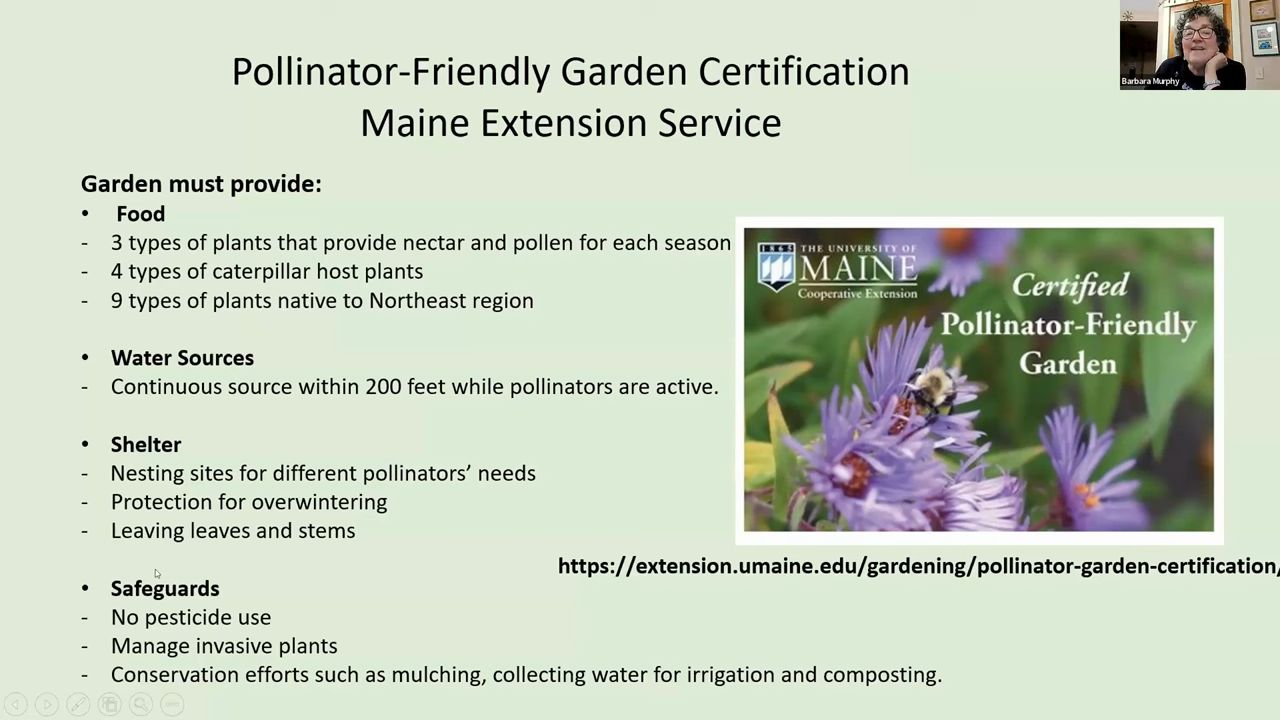 Pollinator-Friendly Garden Certification
Maine Extension Service
Barbara Murphy
Garden must provide:
• Food
- 3 types of plants that provide nectar and pollen for each season
- 4 types of caterpillar host plants
- 9 types of plants native to Northeast region
• Water Sources
- Continuous source within 200 feet while pollinators are active.
• Shelter
- Nesting sites for different pollinators’ needs
- Protection for overwintering
- Leaving leaves and stems
• Safeguards
- No pesticide use
- Manage invasive plants
- Conservation efforts such as mulching, collecting water for irrigation and composting.
1865
THE UNIVERSITY OF
MAINE
Cooperative Extension
Certified
Pollinator-Friendly
Garden
https://extension.umaine.edu/gardening/pollinator-garden-certification/